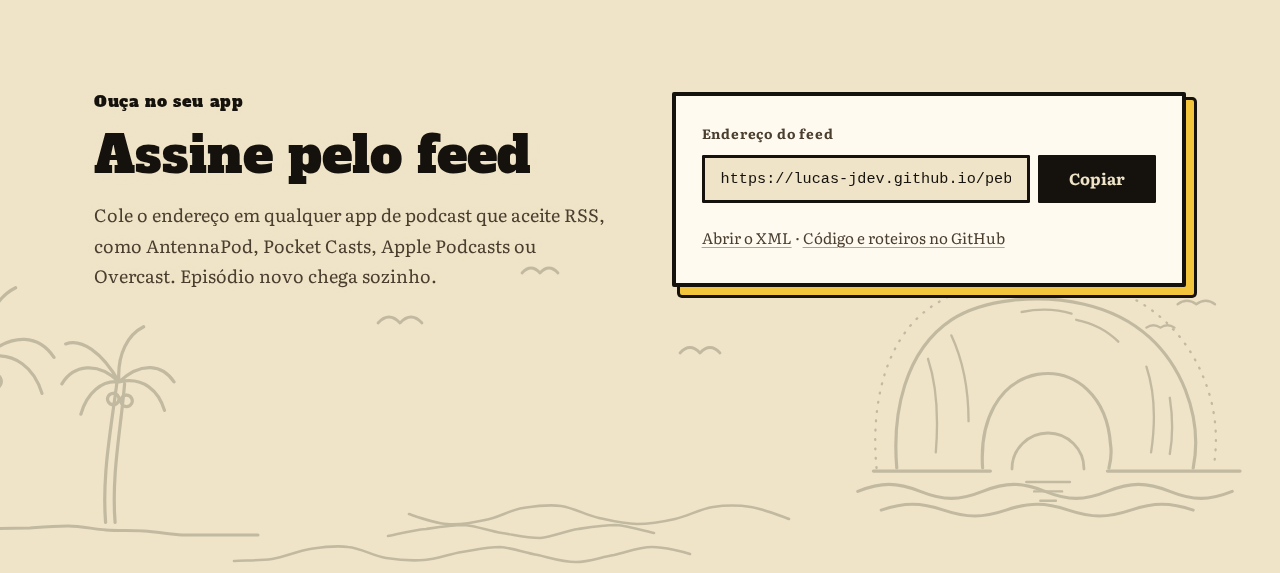 Ouça no seu app
Assine pelo feed
Cole o endereço em qualquer app de podcast que aceite RSS,
como AntennaPod, Pocket Casts, Apple Podcasts ou
Overcast. Episódio novo chega sozinho.
Endereço do feed
https://lucas-jdev.github.io/peb
Copiar
Abrir o XML · Código e roteiros no GitHub